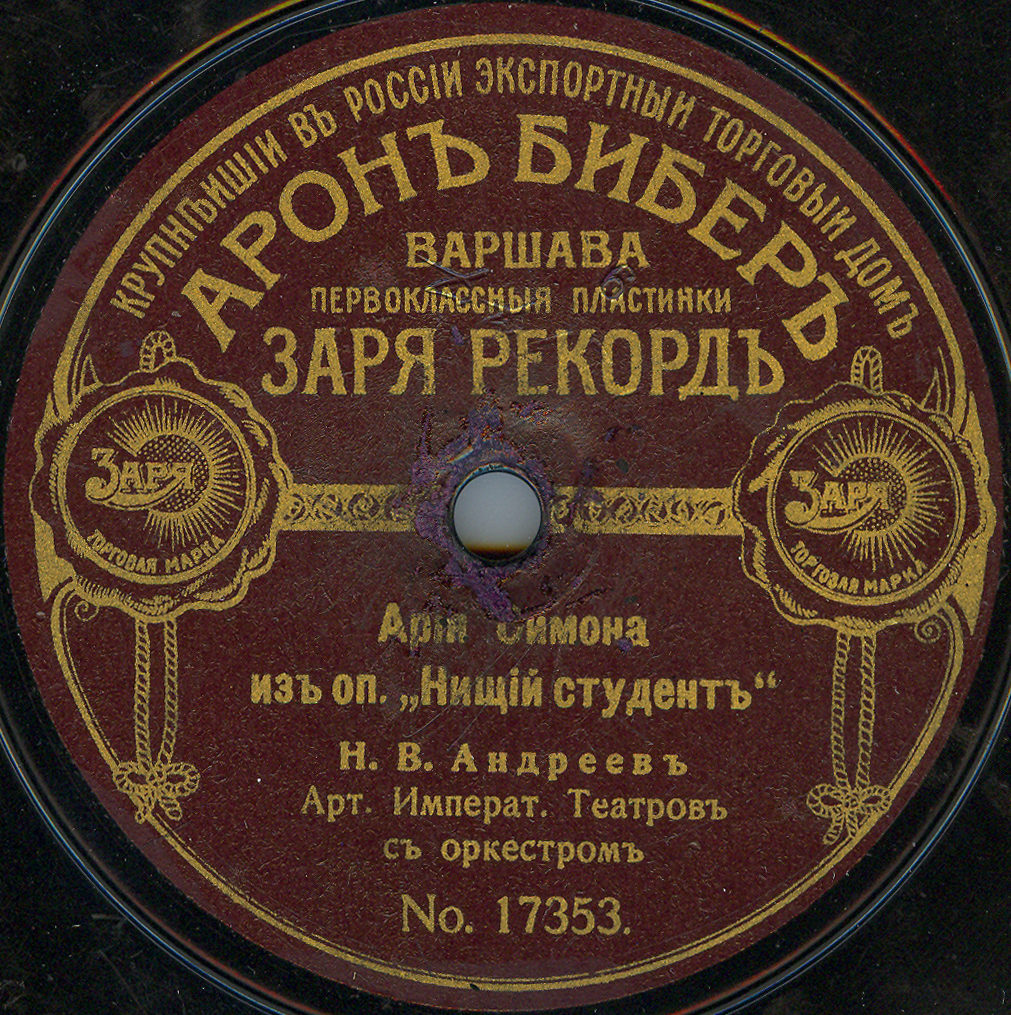 КРУПНѢЙШІЙ ВЪ РОССІИ ЭКСПОРТНЫЙ ТОРГОВЫЙ ДОМЪ
АРОНЪ БИБЕРЪ
ВАРШАВА
ПЕРВОКЛАССНЫЯ ПЛАСТИНКИ
ЗАРЯ РЕКОРДЪ
ЗАРЯ
ТОРГОВАЯ МАРКА
ЗАРЯ
ТОРГОВАЯ МАРКА
Арія Симона
изъ оп. „Нищій студентъ“
Н. В. Андреевъ
Арт. Императ. Театровъ
съ оркестромъ
No. 17353.